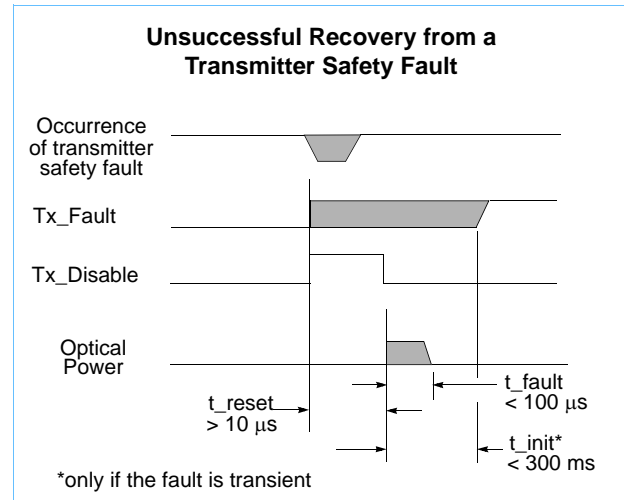 Unsuccessful Recovery from a
Transmitter Safety Fault
Occurrence
of transmitter
safety fault
Tx_Fault
Tx_Disable
Optical
Power
t_reset
> 10 μs
t_fault
< 100 μs
t_init*
< 300 ms
*only if the fault is transient